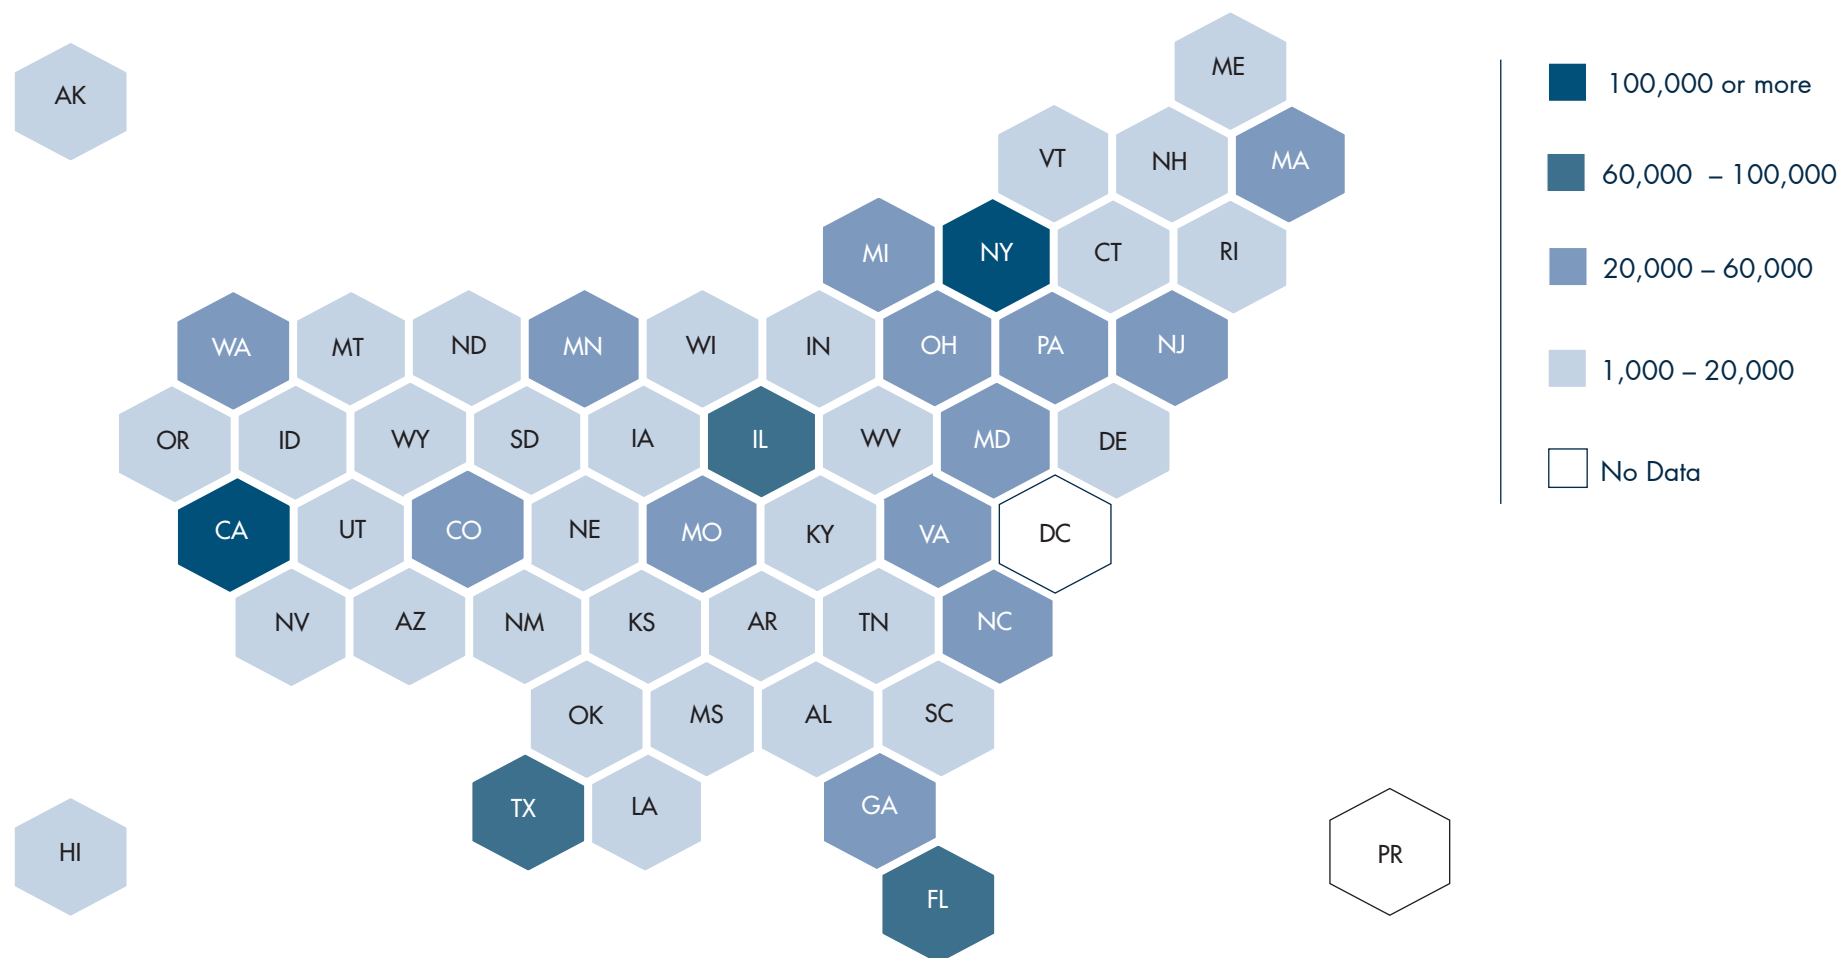 AK
ME
VT NH MA
MI NY CT RI
WA MT ND MN WI IN OH PA NJ
OR ID WY SD IA IL WV MD DE
CA UT CO NE MO KY VA DC
NV AZ NM KS AR TN NC
OK MS AL SC
TX LA GA
HI
PR
FL
100,000 or more
60,000 – 100,000
20,000 – 60,000
1,000 – 20,000
No Data